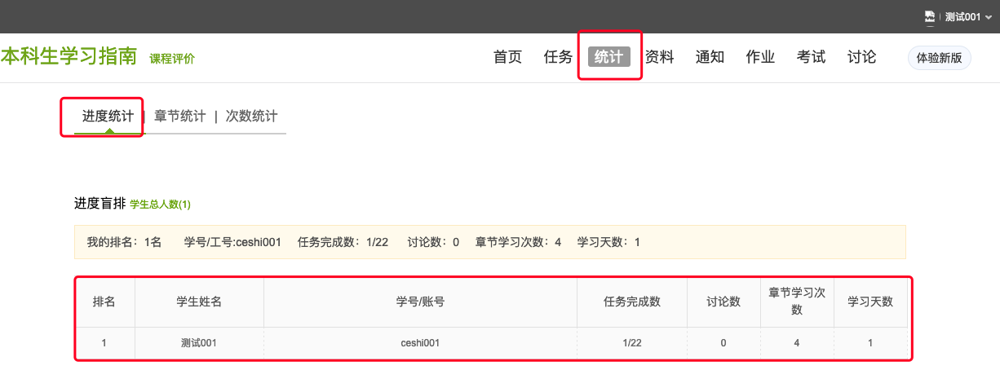 测试001
本科生学习指南 课程评价 首页 任务 统计 资料 通知 作业 考试 讨论 体验新版
进度统计 | 章节统计 | 次数统计
进度盲排 学生总人数(1)
我的排名：1名 学号/工号:ceshi001 任务完成数：1/22 讨论数：0 章节学习次数：4 学习天数：1
排名 学生姓名 学号/账号 任务完成数 讨论数 章节学习次数 学习天数
1 测试001 ceshi001 1/22 0 4 1